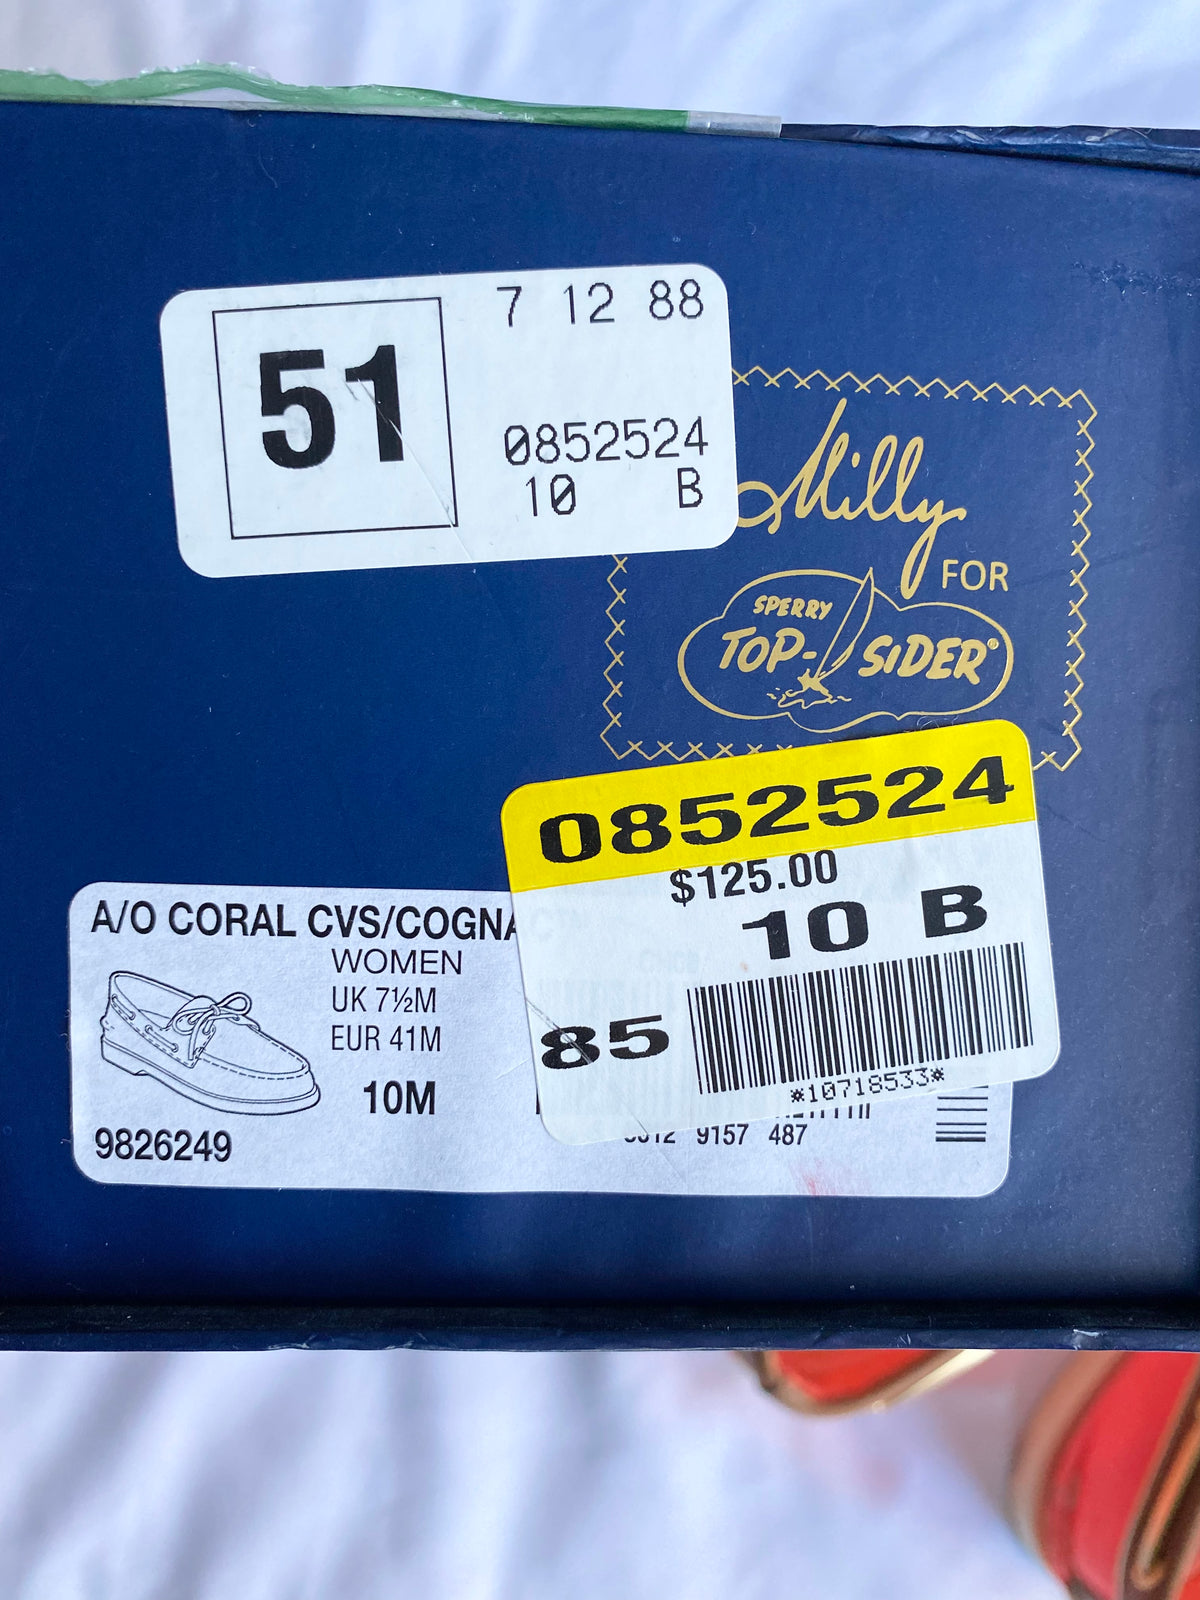 51
7 12 88
0852524
10 B
Milly
FOR
SPERRY
TOP-SIDER®
0852524
$125.00
10 B
85
*10718533*
A/O CORAL CVS/COGNA
WOMEN
UK 7½M
EUR 41M
10M
9826249
9157 487